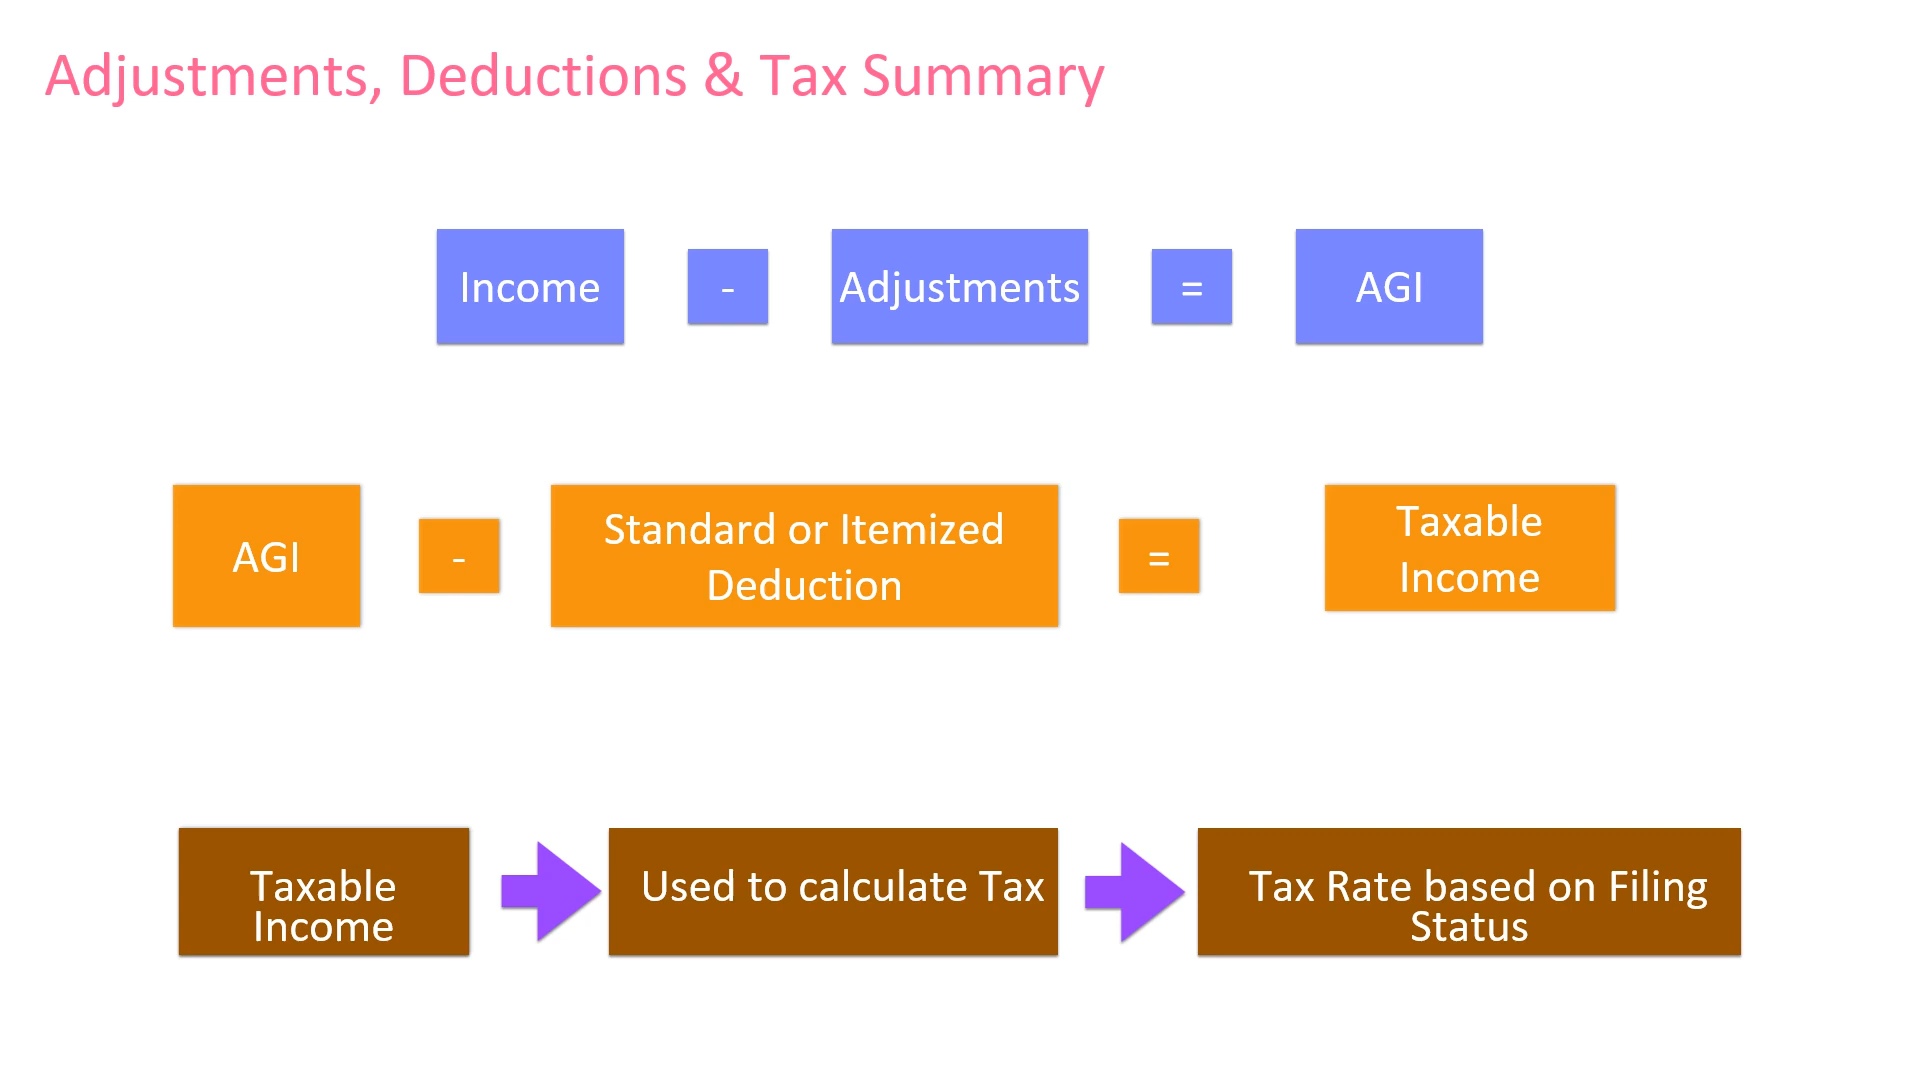 Adjustments, Deductions & Tax Summary
Income - Adjustments = AGI
AGI - Standard or Itemized Deduction = Taxable Income
Taxable Income Used to calculate Tax Tax Rate based on Filing Status